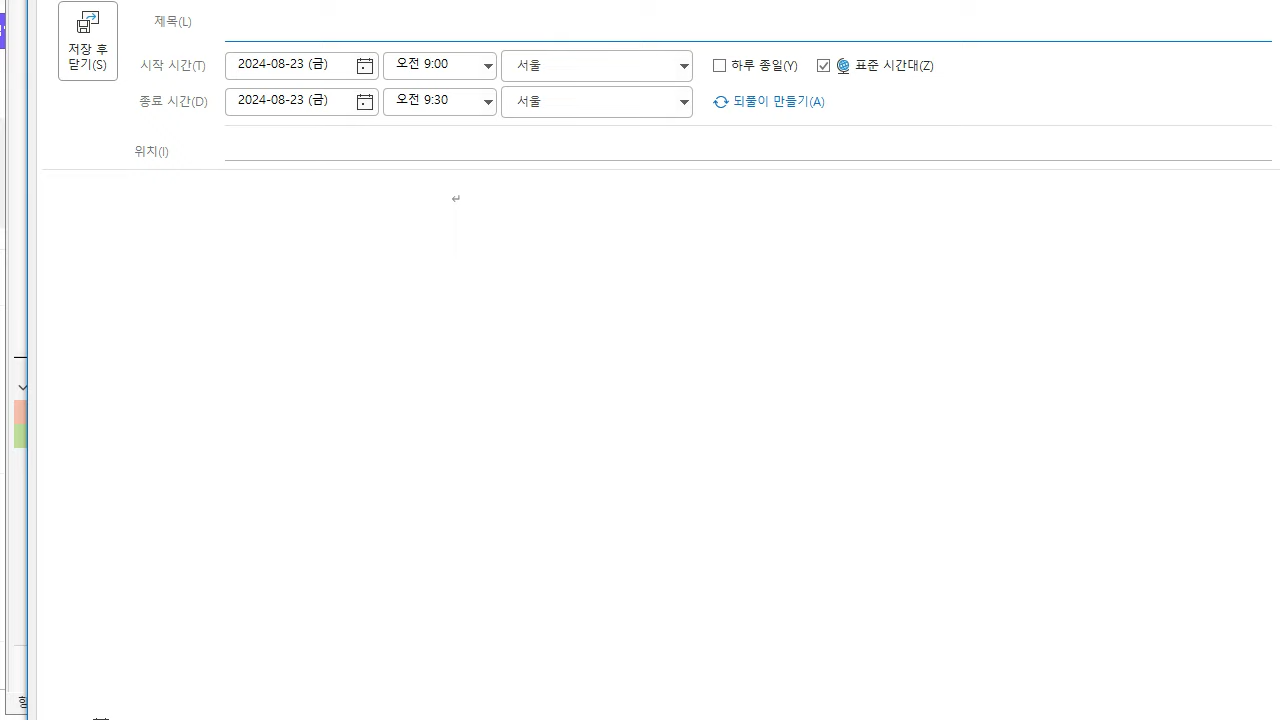 제목(L)
저장 후
닫기(S)
시작 시간(T) 2024-08-23 (금) 오전 9:00 서울 하루 종일(Y) 표준 시간대(Z)
종료 시간(D) 2024-08-23 (금) 오전 9:30 서울 되풀이 만들기(A)
위치(I)
↵